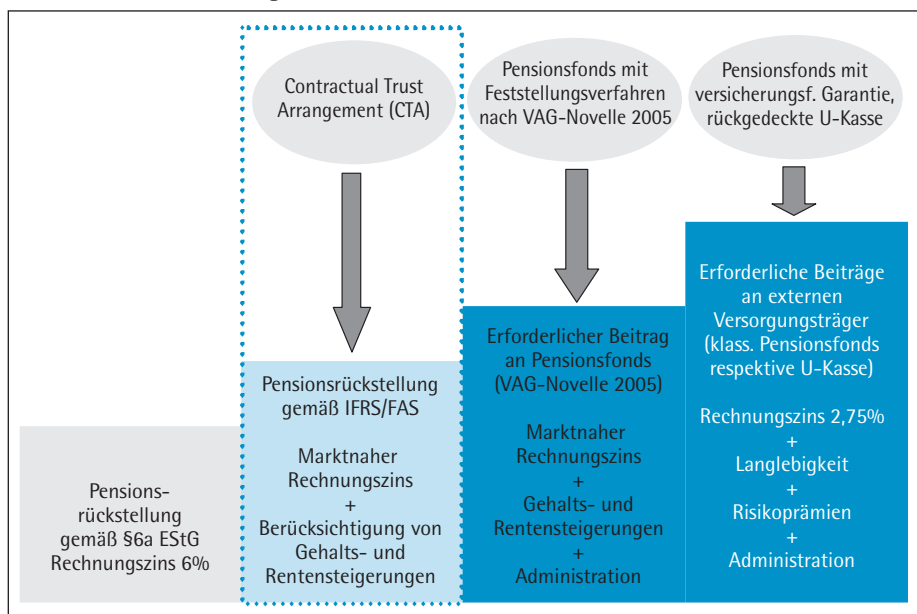 Contractual Trust
Arrangement (CTA)
Pensionsfonds mit
Feststellungsverfahren
nach VAG-Novelle 2005
Pensionsfonds mit
versicherungsf. Garantie,
rückgedeckte U-Kasse
Pensions-
rückstellung
gemäß §6a EStG
Rechnungszins 6%
Pensionsrückstellung
gemäß IFRS/FAS
Marktnaher
Rechnungszins
+
Berücksichtigung von
Gehalts- und
Rentensteigerungen
Erforderlicher Beitrag
an Pensionsfonds
(VAG-Novelle 2005)
Marktnaher
Rechnungszins
+
Gehalts- und
Rentensteigerungen
+
Administration
Erforderliche Beiträge
an externen
Versorgungsträger
(klass. Pensionsfonds
respektive U-Kasse)
Rechnungszins 2,75%
+
Langlebigkeit
+
Risikoprämien
+
Administration